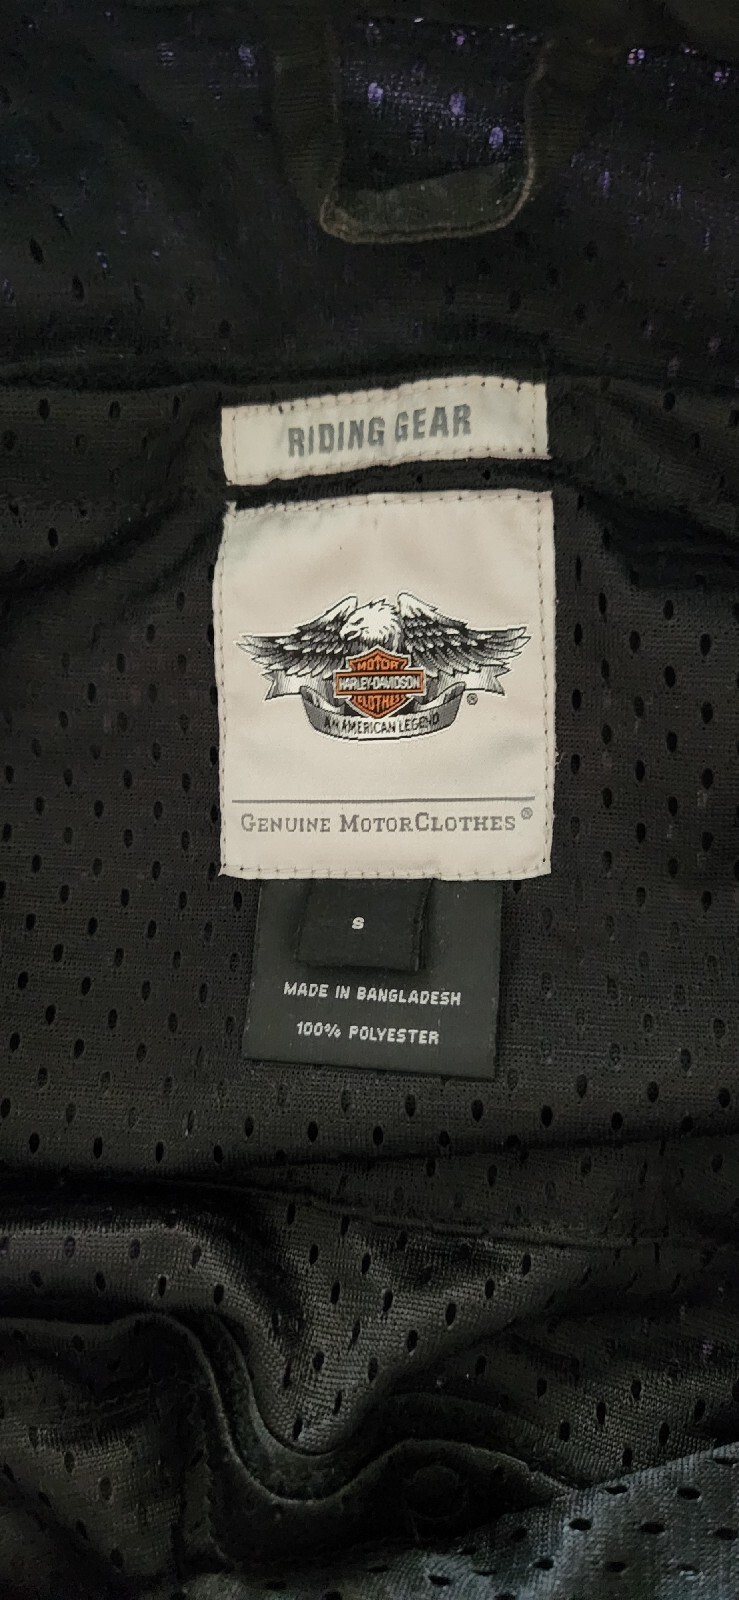 RIDING GEAR
MOTOR
HARLEY-DAVIDSON
CLOTHES
®
AN AMERICAN LEGEND
GENUINE MOTORCLOTHES®
S
MADE IN BANGLADESH
100% POLYESTER